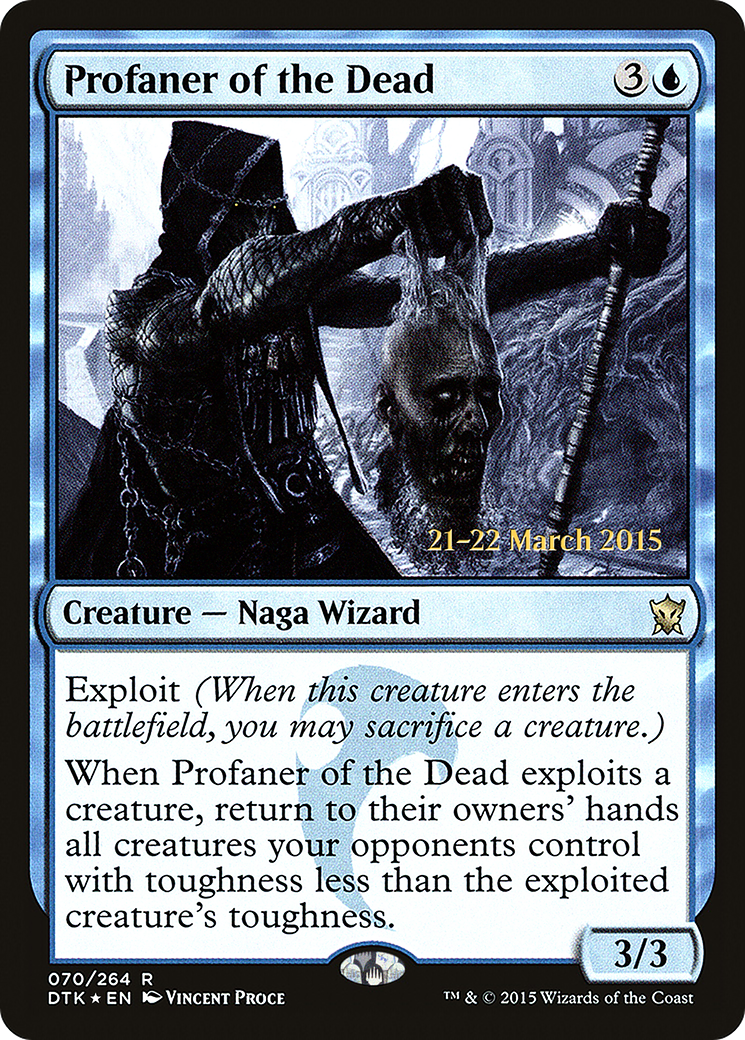 Profaner of the Dead 3
21–22 March 2015
Creature — Naga Wizard
Exploit (When this creature enters the
battlefield, you may sacrifice a creature.)
When Profaner of the Dead exploits a
creature, return to their owners' hands
all creatures your opponents control
with toughness less than the exploited
creature's toughness.
3/3
070/264 R
DTK ★ EN Vincent Proce
™ & © 2015 Wizards of the Coast